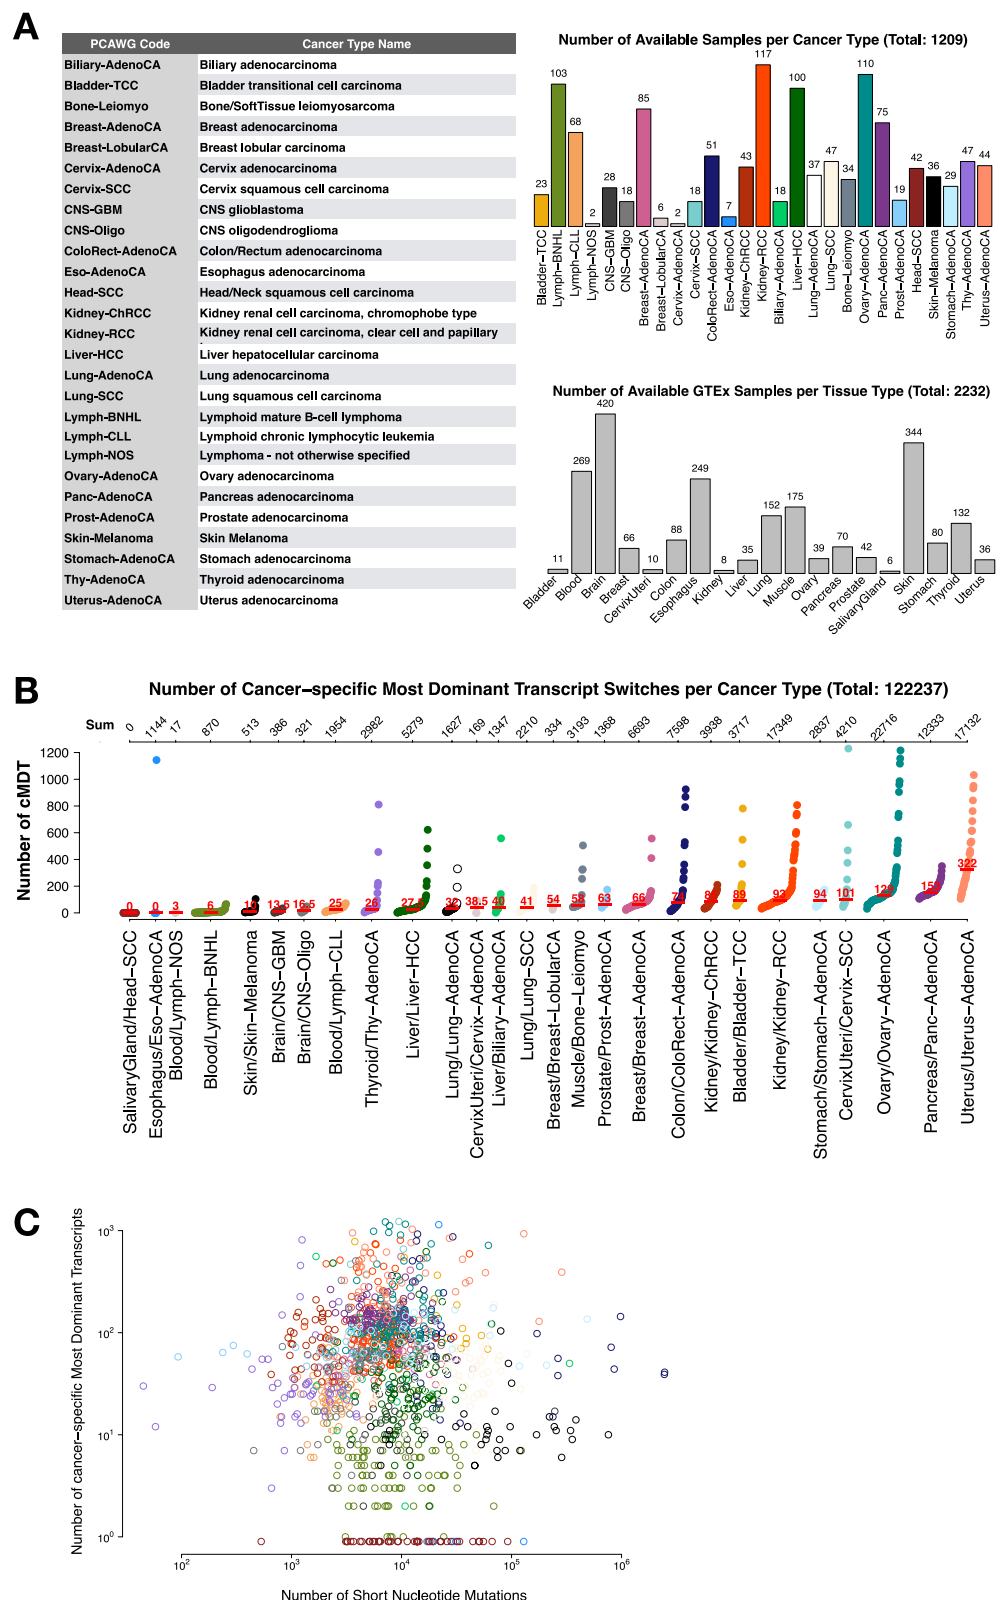 A
PCAWG Code Cancer Type Name
Biliary-AdenoCA Biliary adenocarcinoma
Bladder-TCC Bladder transitional cell carcinoma
Bone-Leiomyo Bone/SoftTissue leiomyosarcoma
Breast-AdenoCA Breast adenocarcinoma
Breast-LobularCA Breast lobular carcinoma
Cervix-AdenoCA Cervix adenocarcinoma
Cervix-SCC Cervix squamous cell carcinoma
CNS-GBM CNS glioblastoma
CNS-Oligo CNS oligodendroglioma
ColoRect-AdenoCA Colon/Rectum adenocarcinoma
Eso-AdenoCA Esophagus adenocarcinoma
Head-SCC Head/Neck squamous cell carcinoma
Kidney-ChRCC Kidney renal cell carcinoma, chromophobe type
Kidney-RCC Kidney renal cell carcinoma, clear cell and papillary
Liver-HCC Liver hepatocellular carcinoma
Lung-AdenoCA Lung adenocarcinoma
Lung-SCC Lung squamous cell carcinoma
Lymph-BNHL Lymphoid mature B-cell lymphoma
Lymph-CLL Lymphoid chronic lymphocytic leukemia
Lymph-NOS Lymphoma - not otherwise specified
Ovary-AdenoCA Ovary adenocarcinoma
Panc-AdenoCA Pancreas adenocarcinoma
Prost-AdenoCA Prostate adenocarcinoma
Skin-Melanoma Skin Melanoma
Stomach-AdenoCA Stomach adenocarcinoma
Thy-AdenoCA Thyroid adenocarcinoma
Uterus-AdenoCA Uterus adenocarcinoma
Number of Available Samples per Cancer Type (Total: 1209)
23 103 68 2 28 18 85 6 2 18 51 7 43 117 18 100 37 47 34 110 75 19 42 36 29 47 44
Bladder−TCC
Lymph−BNHL
Lymph−CLL
Lymph−NOS
CNS−GBM
CNS−Oligo
Breast−AdenoCA
Breast−LobularCA
Cervix−AdenoCA
Cervix−SCC
ColoRect−AdenoCA
Eso−AdenoCA
Kidney−ChRCC
Kidney−RCC
Biliary−AdenoCA
Liver−HCC
Lung−AdenoCA
Lung−SCC
Bone−Leiomyo
Ovary−AdenoCA
Panc−AdenoCA
Prost−AdenoCA
Head−SCC
Skin−Melanoma
Stomach−AdenoCA
Thy−AdenoCA
Uterus−AdenoCA
Number of Available GTEx Samples per Tissue Type (Total: 2232)
11 269 420 66 10 88 249 8 35 152 175 39 70 42 6 344 80 132 36
Bladder
Blood
Brain
Breast
CervixUteri
Colon
Esophagus
Kidney
Liver
Lung
Muscle
Ovary
Pancreas
Prostate
SalivaryGland
Skin
Stomach
Thyroid
Uterus
B
Number of Cancer−specific Most Dominant Transcript Switches per Cancer Type (Total: 122237)
Sum 0 1144 17 870 513 386 321 1954 2982 5279 1627 169 1347 2210 334 3193 1368 6693 7598 3938 3717 17349 2837 4210 22716 12333 17132
Number of cMDT
1200
1000
800
600
400
200
0
0 0 3 6 13.5 16.5 25 26 32 38.5 40 41 54 58 63 66 89 93 94 101 322
SalivaryGland/Head−SCC
Esophagus/Eso−AdenoCA
Blood/Lymph−NOS
Blood/Lymph−BNHL
Skin/Skin−Melanoma
Brain/CNS−GBM
Brain/CNS−Oligo
Blood/Lymph−CLL
Thyroid/Thy−AdenoCA
Liver/Liver−HCC
Lung/Lung−AdenoCA
CervixUteri/Cervix−AdenoCA
Liver/Biliary−AdenoCA
Lung/Lung−SCC
Breast/Breast−LobularCA
Muscle/Bone−Leiomyo
Prostate/Prost−AdenoCA
Breast/Breast−AdenoCA
Colon/ColoRect−AdenoCA
Kidney/Kidney−ChRCC
Bladder/Bladder−TCC
Kidney/Kidney−RCC
Stomach/Stomach−AdenoCA
CervixUteri/Cervix−SCC
Ovary/Ovary−AdenoCA
Pancreas/Panc−AdenoCA
Uterus/Uterus−AdenoCA
C
Number of cancer−specific Most Dominant Transcripts
10³
10²
10¹
10⁰
10² 10³ 10⁴ 10⁵ 10⁶
Number of Short Nucleotide Mutations